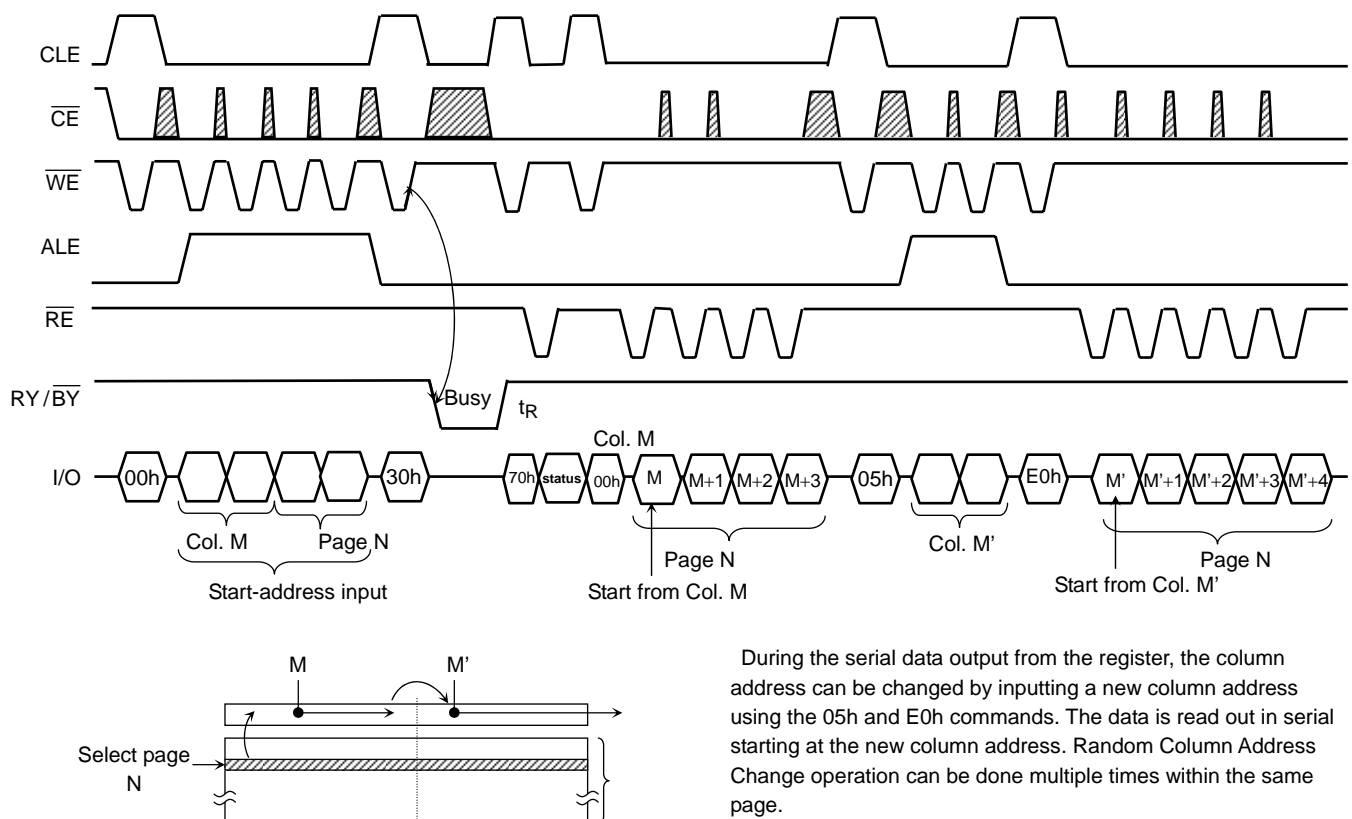 CLE
CE
WE
ALE
RE
RY/BY
Busy
tR
Col. M
I/O
00h
30h
70h
status
00h
M
M+1
M+2
M+3
05h
E0h
M'
M'+1
M'+2
M'+3
M'+4
Col. M
Page N
Page N
Col. M'
Page N
Start-address input
Start from Col. M
Start from Col. M'
M
M'
Select page
N
During the serial data output from the register, the column
address can be changed by inputting a new column address
using the 05h and E0h commands. The data is read out in serial
starting at the new column address. Random Column Address
Change operation can be done multiple times within the same
page.